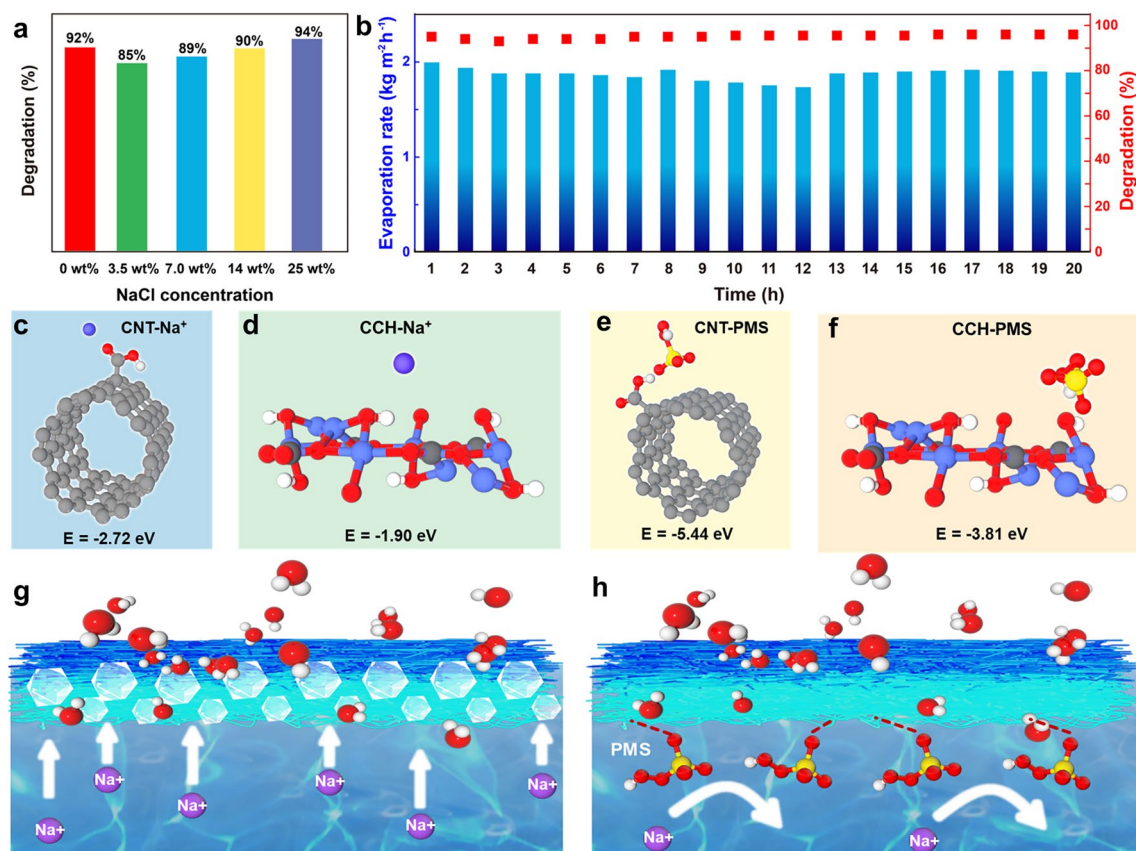 a
92%
85%
89%
90%
94%
Degradation (%)
0 wt%
3.5 wt%
7.0 wt%
14 wt%
25 wt%
NaCl concentration
b
Evaporation rate (kg m⁻² h⁻¹)
2
1
0
1
2
3
4
5
6
7
8
9
10
11
12
13
14
15
16
17
18
19
20
Time (h)
100
80
60
40
20
0
Degradation (%)
c
CNT-Na⁺
E = -2.72 eV
d
CCH-Na⁺
E = -1.90 eV
e
CNT-PMS
E = -5.44 eV
f
CCH-PMS
E = -3.81 eV
g
Na+
Na+
Na+
Na+
Na+
Na+
h
PMS
Na+
Na+